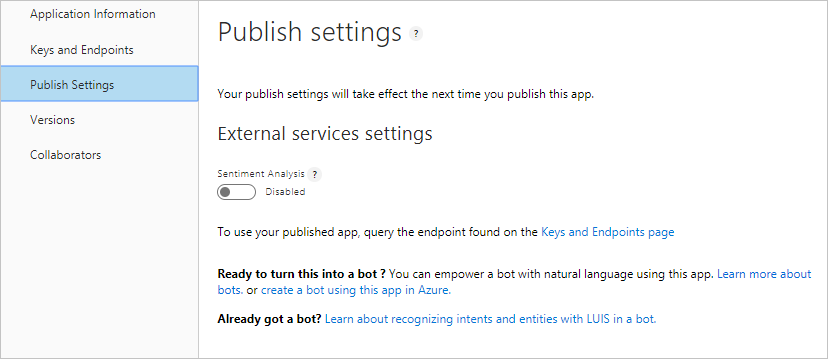 Application Information
Keys and Endpoints
Publish Settings
Versions
Collaborators
Publish settings ?
Your publish settings will take effect the next time you publish this app.
External services settings
Sentiment Analysis ?
Disabled
To use your published app, query the endpoint found on the Keys and Endpoints page
Ready to turn this into a bot ? You can empower a bot with natural language using this app. Learn more about
bots. or create a bot using this app in Azure.
Already got a bot? Learn about recognizing intents and entities with LUIS in a bot.